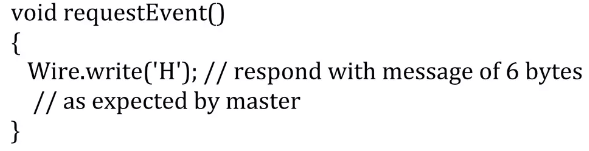 void requestEvent()
{
Wire.write('H'); // respond with message of 6 bytes
// as expected by master
}